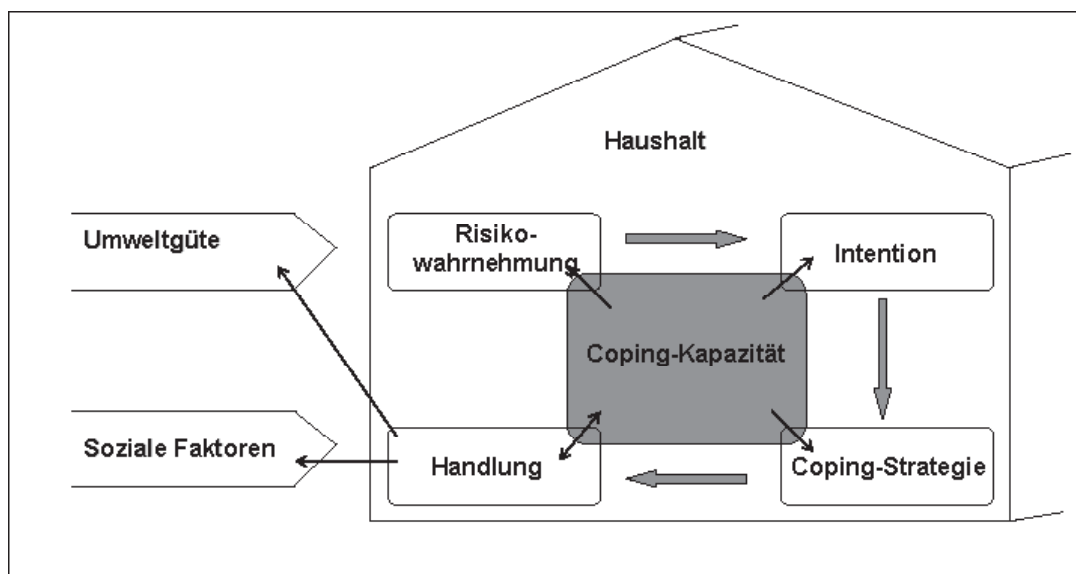 Haushalt
Umweltgüte
Risiko-
wahrnehmung
Intention
Coping-Kapazität
Soziale Faktoren
Handlung
Coping-Strategie